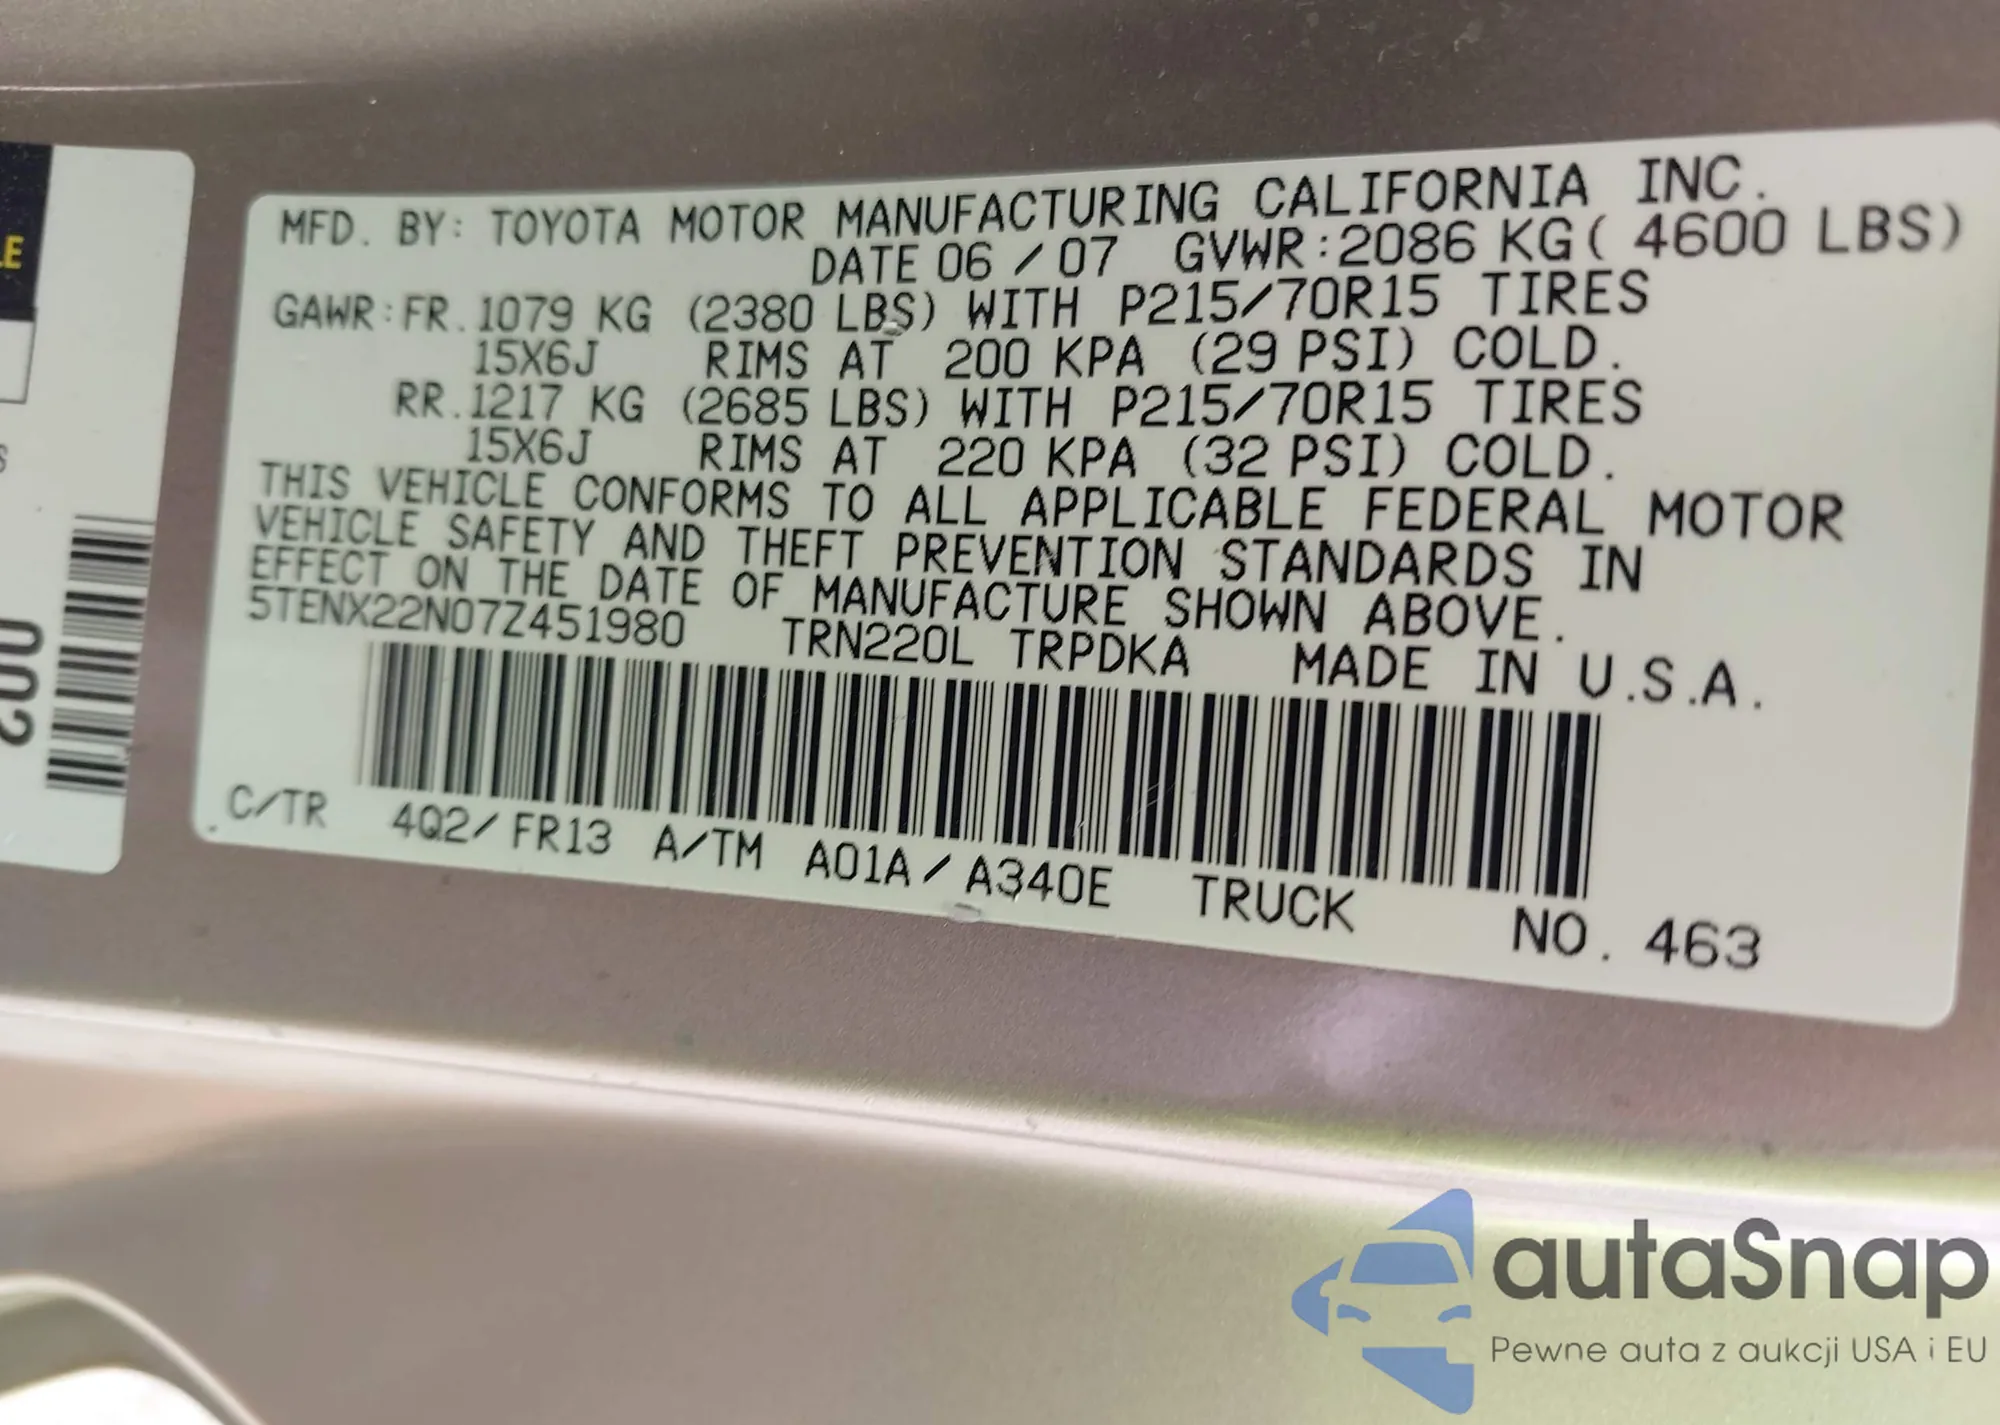 MFD. BY: TOYOTA MOTOR MANUFACTURING CALIFORNIA INC.
DATE 06 / 07 GVWR:2086 KG( 4600 LBS)
GAWR:FR.1079 KG (2380 LBS) WITH P215/70R15 TIRES
15X6J RIMS AT 200 KPA (29 PSI) COLD.
RR.1217 KG (2685 LBS) WITH P215/70R15 TIRES
15X6J RIMS AT 220 KPA (32 PSI) COLD.
THIS VEHICLE CONFORMS TO ALL APPLICABLE FEDERAL MOTOR
VEHICLE SAFETY AND THEFT PREVENTION STANDARDS IN
EFFECT ON THE DATE OF MANUFACTURE SHOWN ABOVE.
5TENX22N07Z451980 TRN220L TRPDKA MADE IN U.S.A.
C/TR 4Q2/FR13 A/TM A01A/A340E TRUCK NO. 463
LE
S
002
autaSnap
Pewne auta z aukcji USA i EU